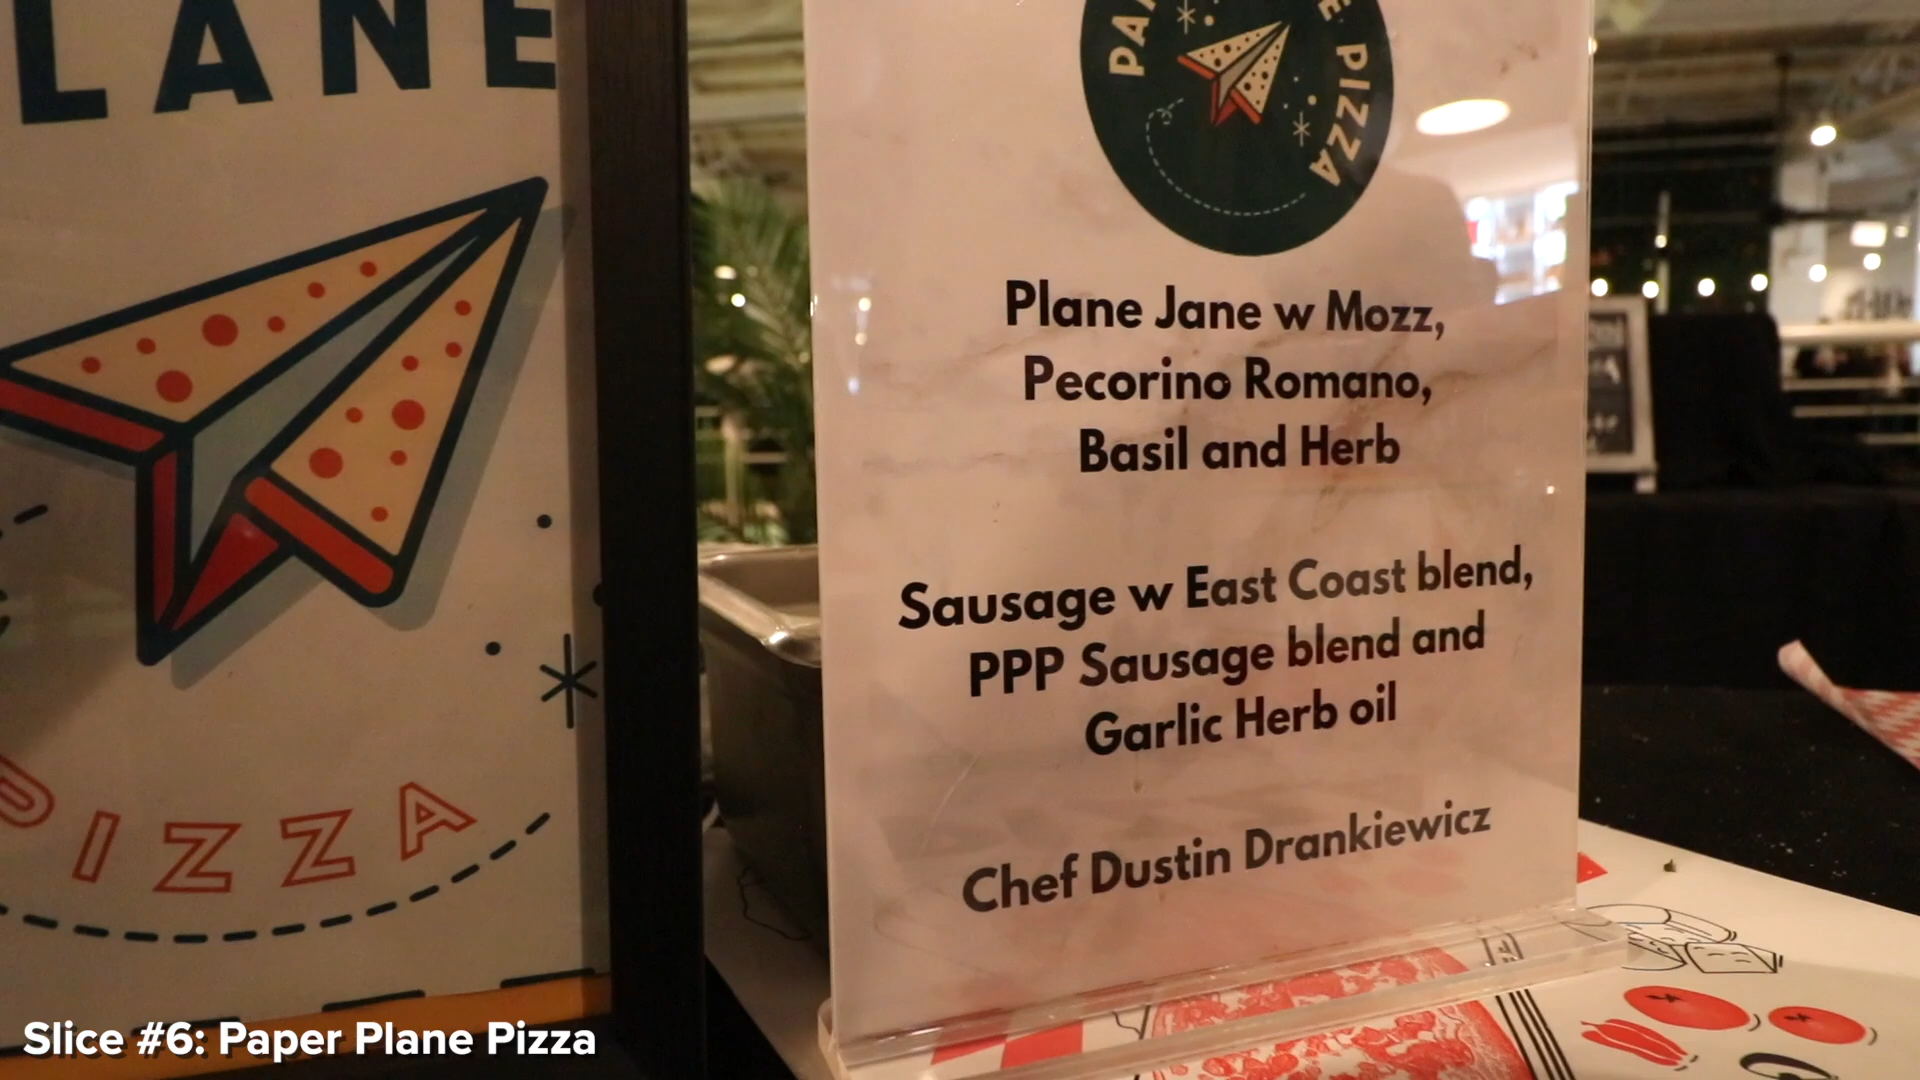 LANE
PIZZA
PIZZA
Plane Jane w Mozz,
Pecorino Romano,
Basil and Herb
Sausage w East Coast blend,
PPP Sausage blend and
Garlic Herb oil
Chef Dustin Drankiewicz
Slice #6: Paper Plane Pizza